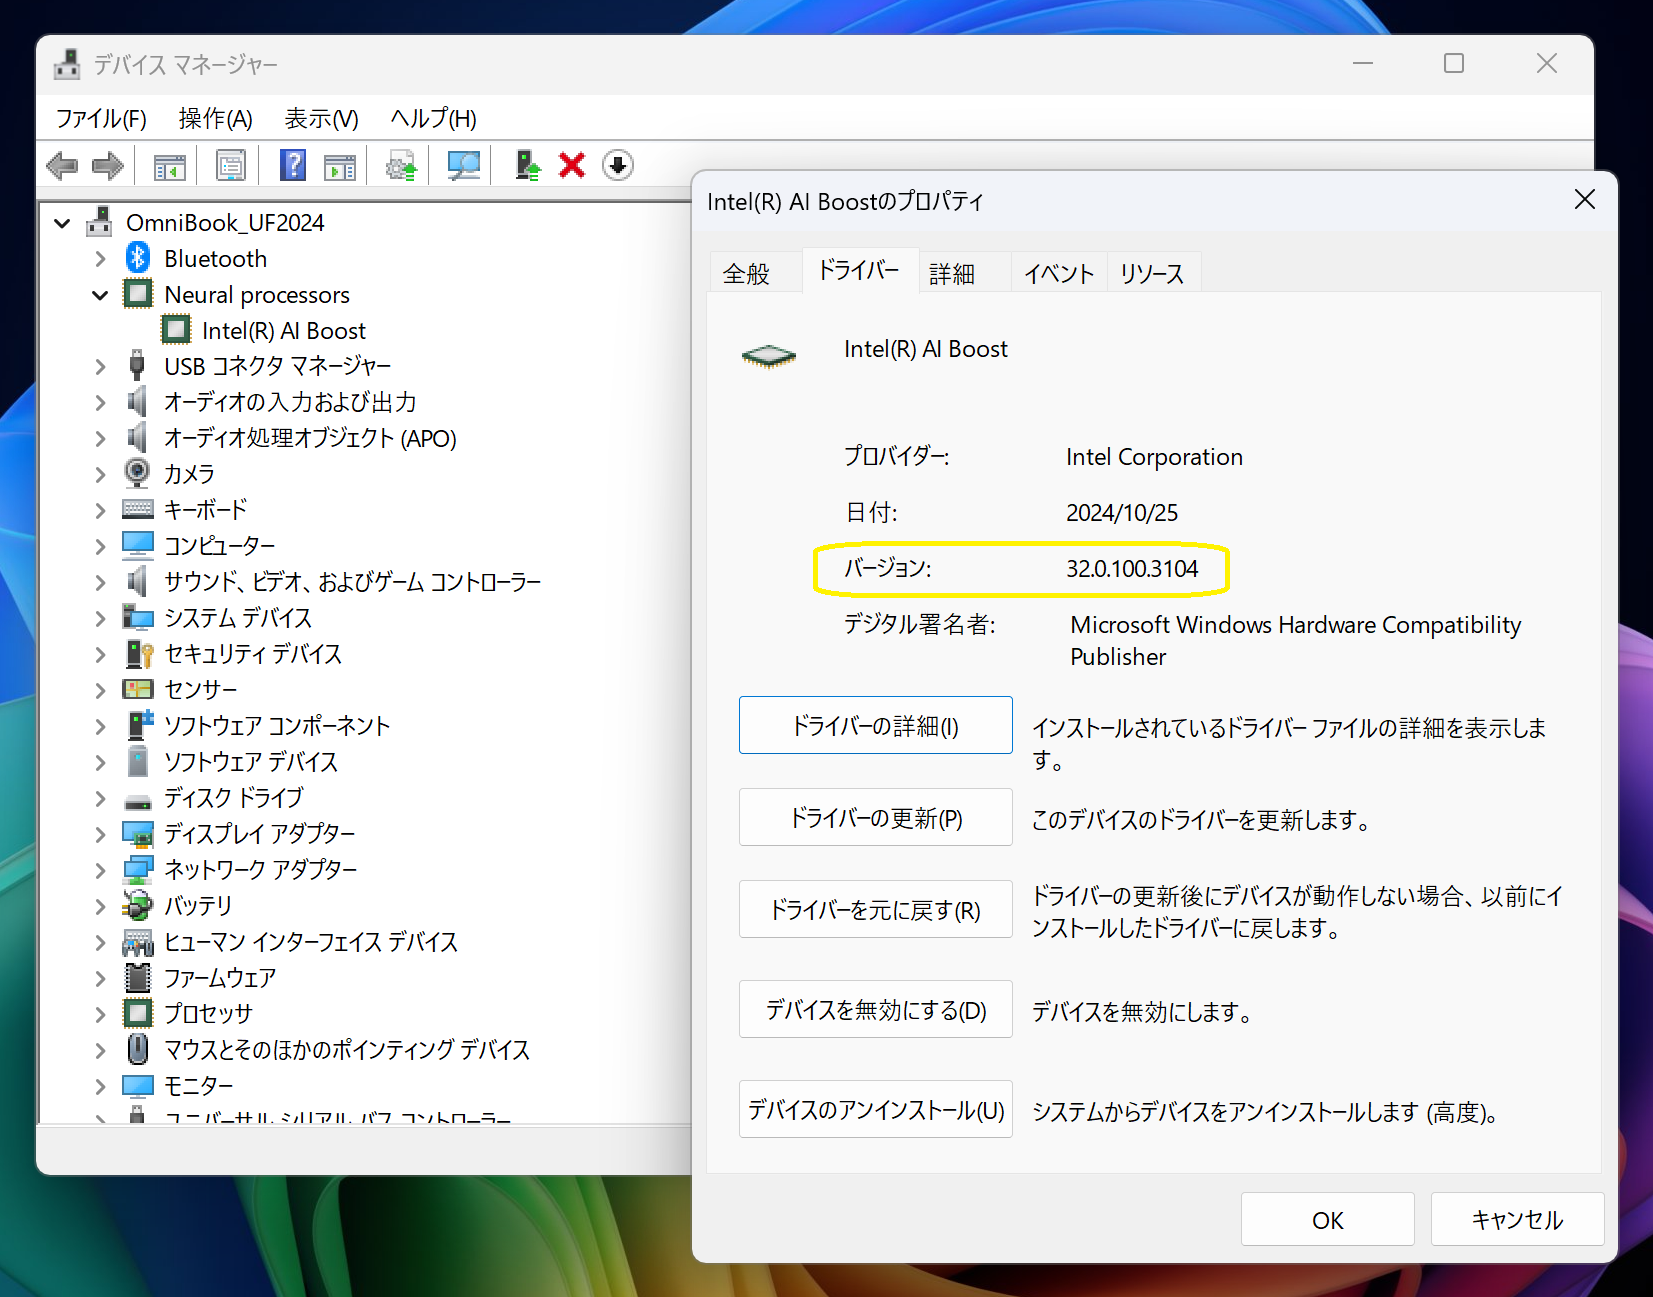 デバイス マネージャー
ファイル(F) 操作(A) 表示(V) ヘルプ(H)
OmniBook_UF2024
Bluetooth
Neural processors
Intel(R) AI Boost
USB コネクタ マネージャー
オーディオの入力および出力
オーディオ処理オブジェクト (APO)
カメラ
キーボード
コンピューター
サウンド、ビデオ、およびゲーム コントローラー
システム デバイス
セキュリティ デバイス
センサー
ソフトウェア コンポーネント
ソフトウェア デバイス
ディスク ドライブ
ディスプレイ アダプター
ネットワーク アダプター
バッテリ
ヒューマン インターフェイス デバイス
ファームウェア
プロセッサ
マウスとそのほかのポインティング デバイス
モニター
ユニバーサル シリアル バス コントローラー
Intel(R) AI Boostのプロパティ
全般 ドライバー 詳細 イベント リソース
Intel(R) AI Boost
プロバイダー: Intel Corporation
日付: 2024/10/25
バージョン: 32.0.100.3104
デジタル署名者: Microsoft Windows Hardware Compatibility
Publisher
ドライバーの詳細(I) インストールされているドライバー ファイルの詳細を表示しま
す。
ドライバーの更新(P) このデバイスのドライバーを更新します。
ドライバーを元に戻す(R) ドライバーの更新後にデバイスが動作しない場合、以前にイ
ンストールしたドライバーに戻します。
デバイスを無効にする(D) デバイスを無効にします。
デバイスのアンインストール(U) システムからデバイスをアンインストールします (高度)。
OK キャンセル